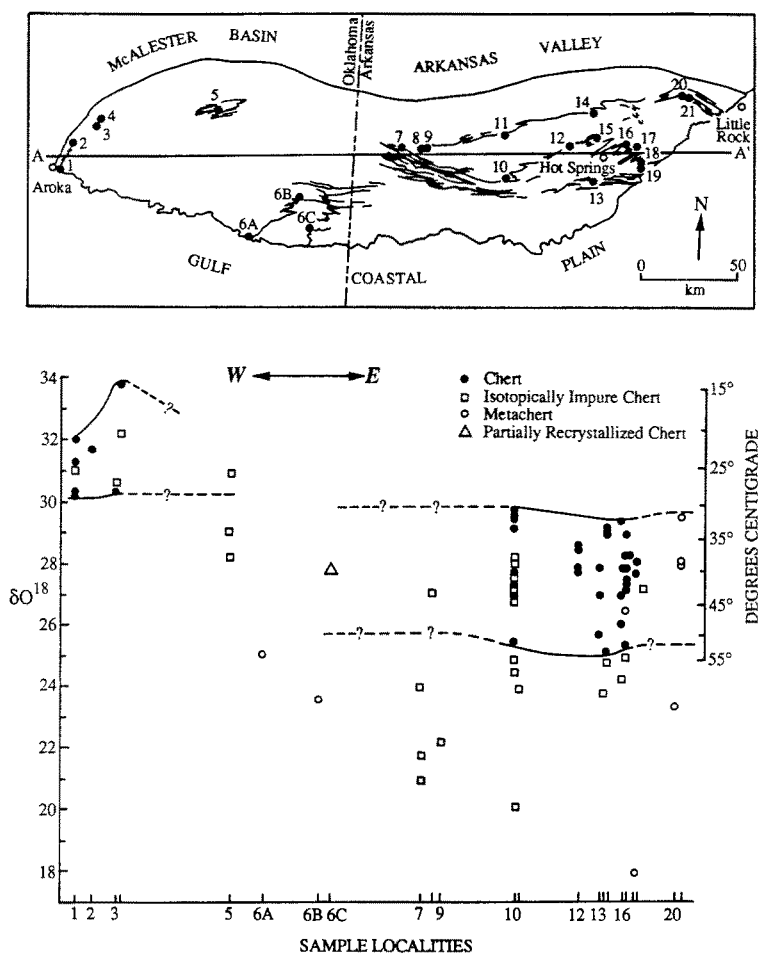 McALESTER BASIN
Oklahoma
Arkansas
ARKANSAS VALLEY
5
4
3
2
1
A
Aroka
6A
6B
6C
7
8
9
11
10
14
12
15
16
17
18
19
13
Hot Springs
20
21
Little
Rock
A'
GULF COASTAL PLAIN
N
0 50
km
W E
Chert
Isotopically Impure Chert
Metachert
Partially Recrystallized Chert
34
32
30
28
26
24
22
20
18
δO18
15°
25°
35°
45°
55°
DEGREES CENTIGRADE
?
?
? ?
? ?
?
1 2 3 5 6A 6B 6C 7 9 10 12 13 16 20
SAMPLE LOCALITIES